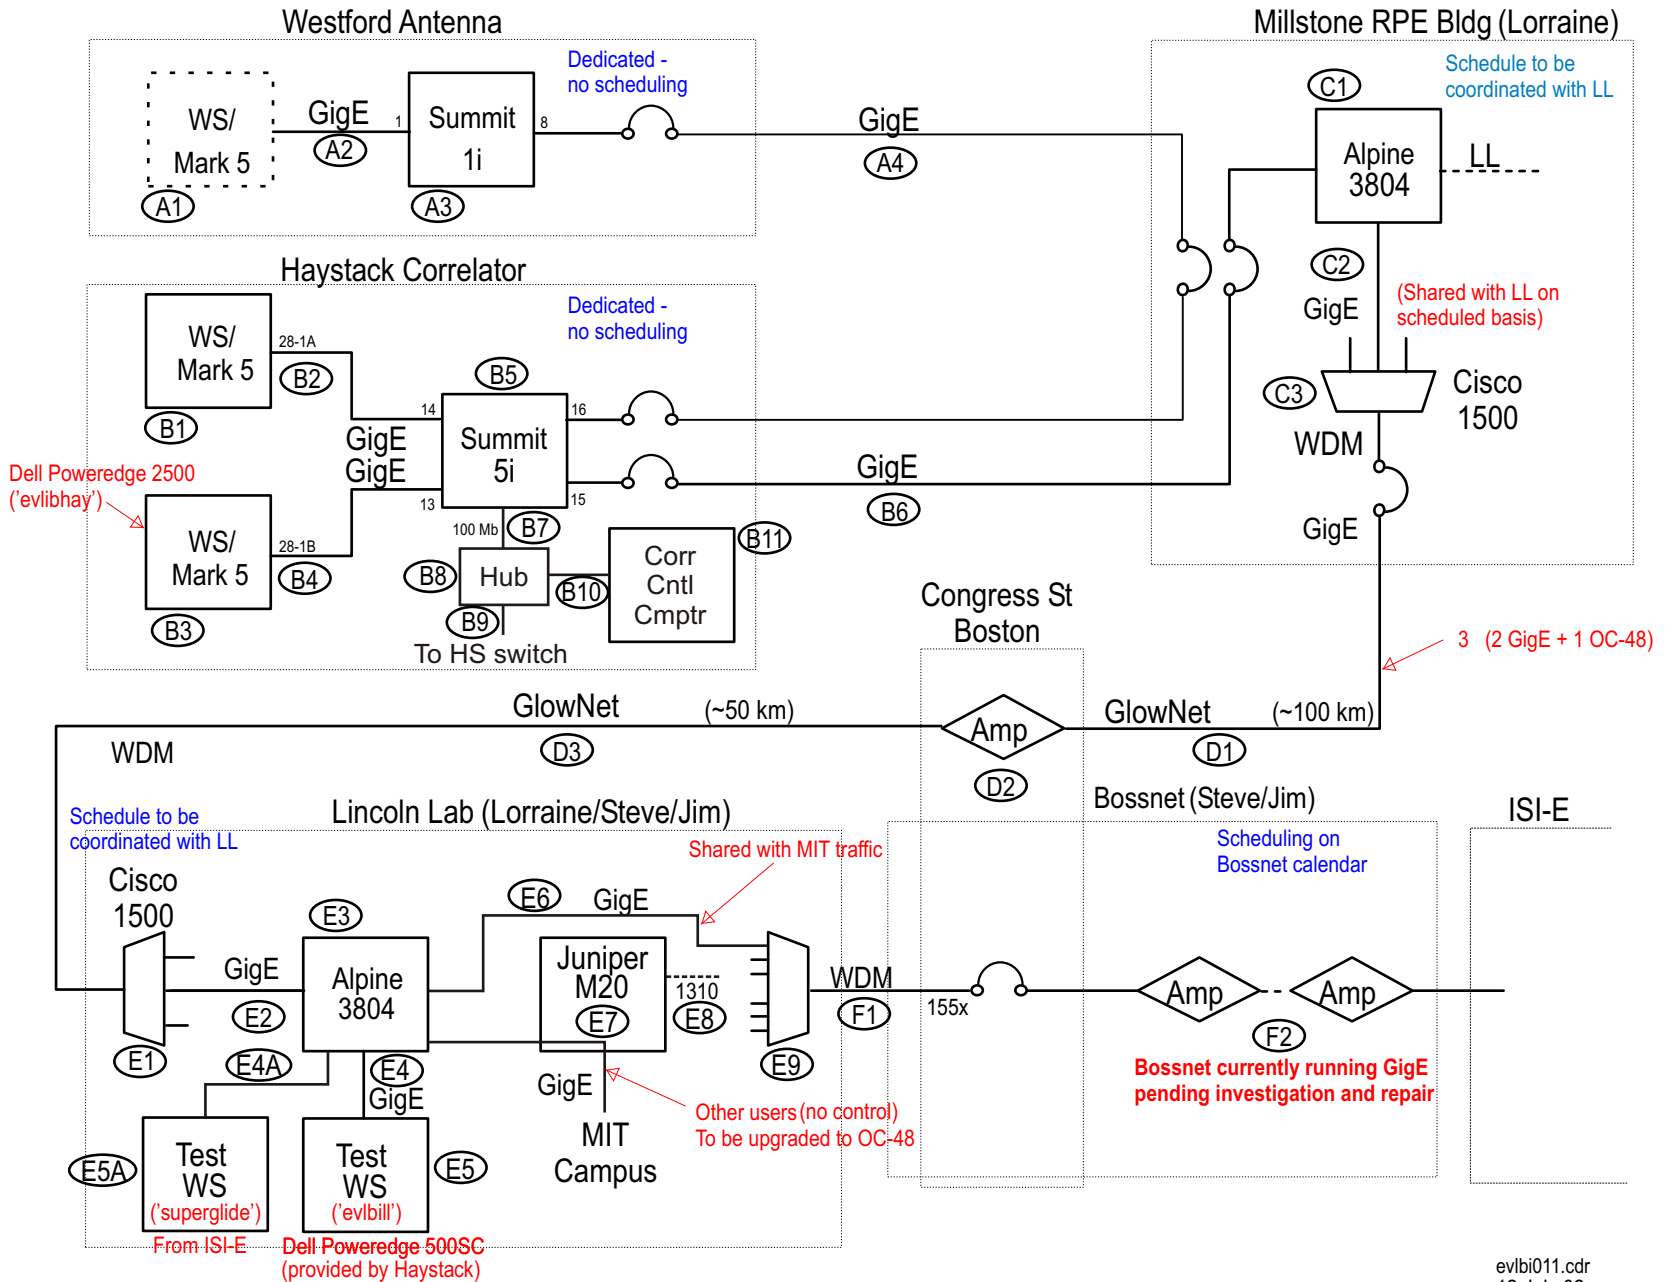 Westford Antenna
Dedicated -
no scheduling
WS/
Mark 5
A1
GigE
A2
1
Summit
1i
8
A3
GigE
A4
Millstone RPE Bldg (Lorraine)
Schedule to be
coordinated with LL
C1
Alpine
3804
LL
C2
GigE
(Shared with LL on
scheduled basis)
C3
Cisco
1500
WDM
GigE
Haystack Correlator
Dedicated -
no scheduling
WS/
Mark 5
28-1A
B2
B1
B5
14
GigE
GigE
13
Summit
5i
16
15
GigE
B6
Dell Poweredge 2500
('evlibhay')
WS/
Mark 5
28-1B
B4
B3
100 Mb
B7
B8
Hub
B9
B10
Corr
Cntl
Cmptr
B11
To HS switch
Congress St
Boston
3 (2 GigE + 1 OC-48)
GlowNet
(~50 km)
D3
Amp
D2
GlowNet
(~100 km)
D1
WDM
Schedule to be
coordinated with LL
Lincoln Lab (Lorraine/Steve/Jim)
Shared with MIT traffic
Cisco
1500
E1
GigE
E2
E3
Alpine
3804
E6
GigE
Juniper
M20
E7
1310
E8
E9
E4A
E4
GigE
GigE
MIT
Campus
Other users (no control)
To be upgraded to OC-48
E5A
Test
WS
('superglide')
From ISI-E
Test
WS
('evlbill')
E5
Dell Poweredge 500SC
(provided by Haystack)
Bossnet (Steve/Jim)
Scheduling on
Bossnet calendar
WDM
F1
155x
Amp
Amp
F2
Bossnet currently running GigE
pending investigation and repair
ISI-E
evlbi011.cdr